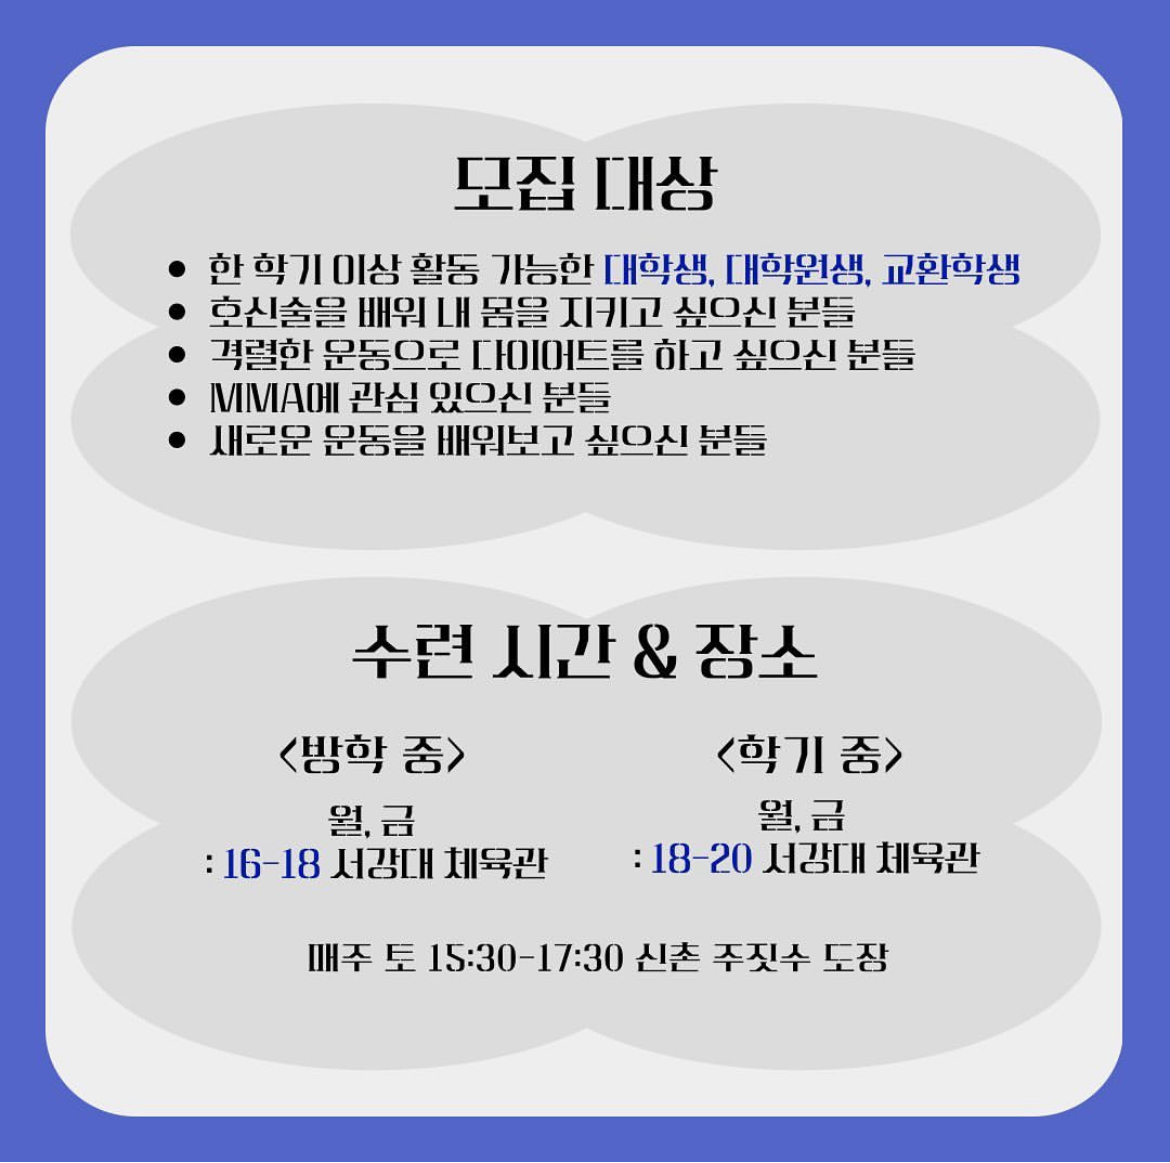 모집 대상
• 한 학기 이상 활동 가능한 대학생, 대학원생, 교환학생
• 호신술을 배워 내 몸을 지키고 싶으신 분들
• 격렬한 운동으로 다이어트를 하고 싶으신 분들
• MMA에 관심 있으신 분들
• 새로운 운동을 배워보고 싶으신 분들
수련 시간 & 장소
<방학 중>
월, 금
: 16-18 서강대 체육관
<학기 중>
월, 금
: 18-20 서강대 체육관
매주 토 15:30-17:30 신촌 주짓수 도장